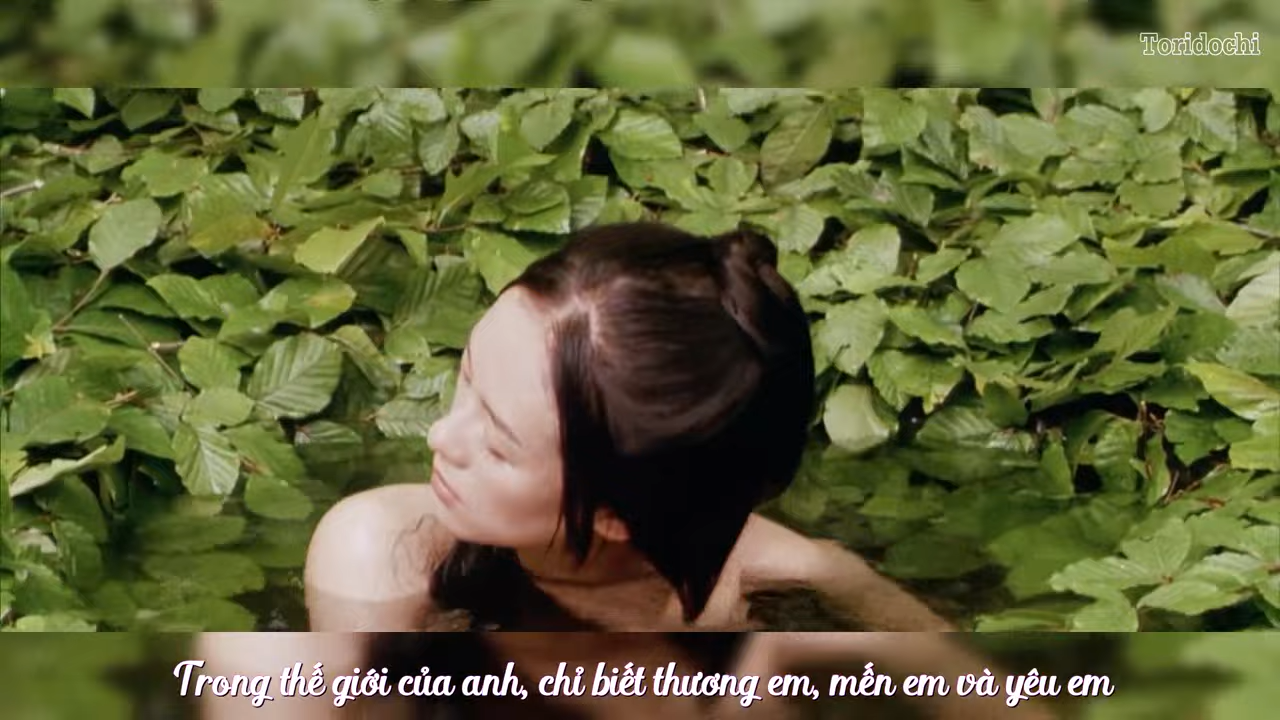 Toridochi
Trong thế giới của anh, chỉ biết thương em, mến em và yêu em